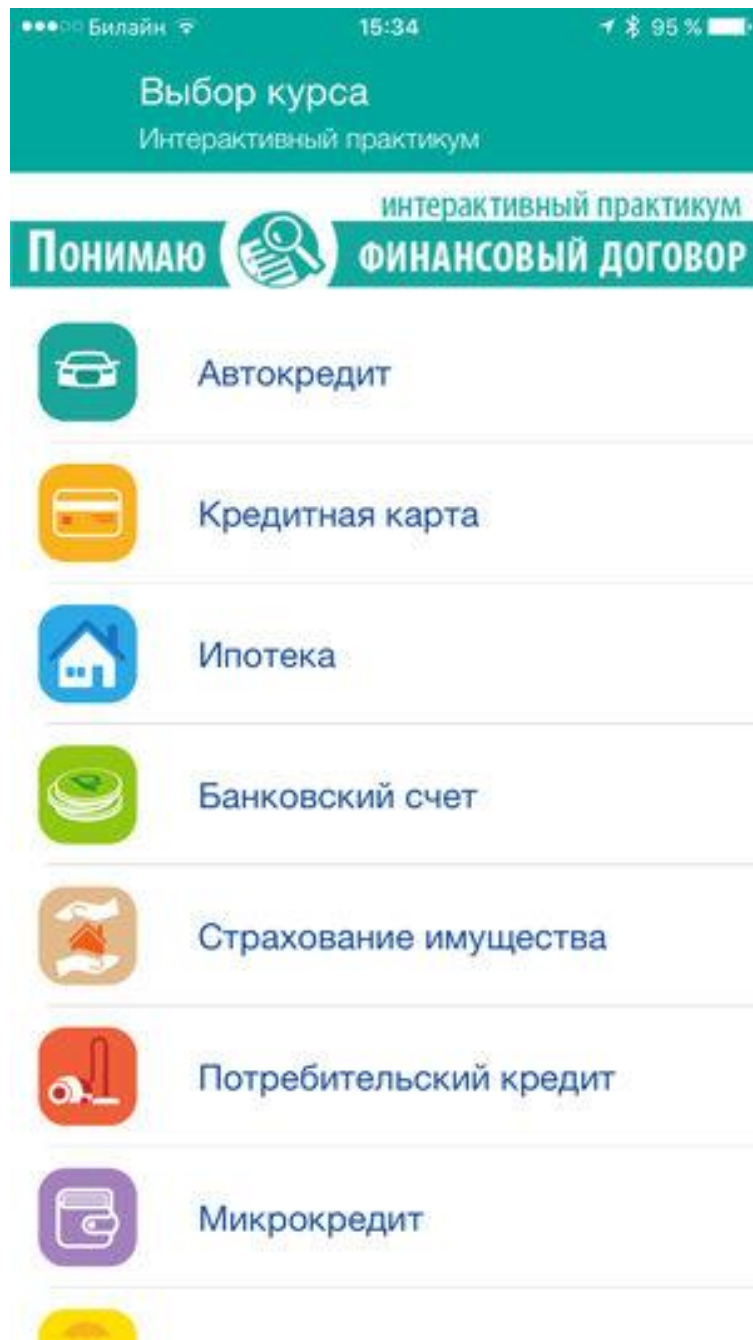 Билайн 15:34 95 %
Выбор курса
Интерактивный практикум
интерактивный практикум
Понимаю финансовый договор
Автокредит
Кредитная карта
Ипотека
Банковский счет
Страхование имущества
Потребительский кредит
Микрокредит